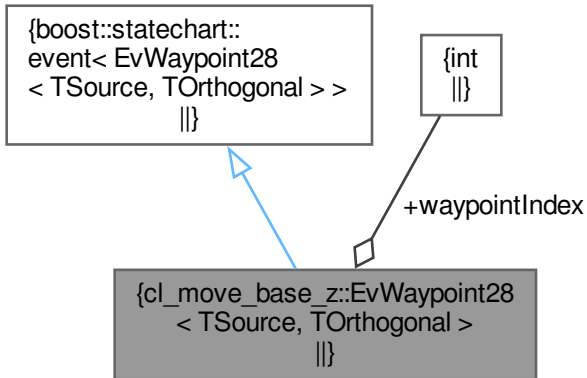 {boost::statechart::
event< EvWaypoint28
< TSource, TOrthogonal > >
||}
{int
||}
+waypointIndex
{cl_move_base_z::EvWaypoint28
< TSource, TOrthogonal >
||}